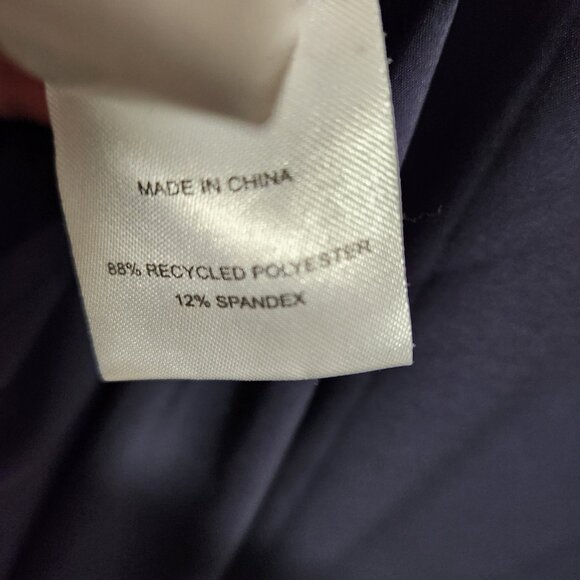 MADE IN CHINA
88% RECYCLED POLYESTER
12% SPANDEX